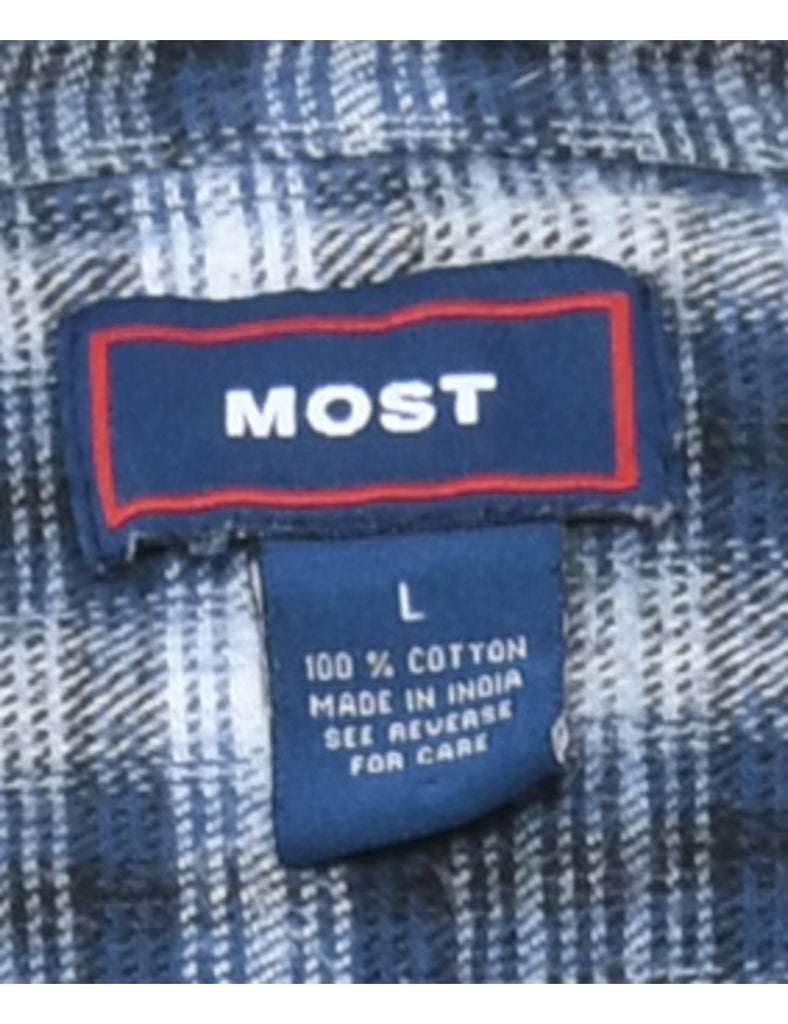 MOST
L
100 % COTTON
MADE IN INDIA
SEE REVERSE
FOR CARE